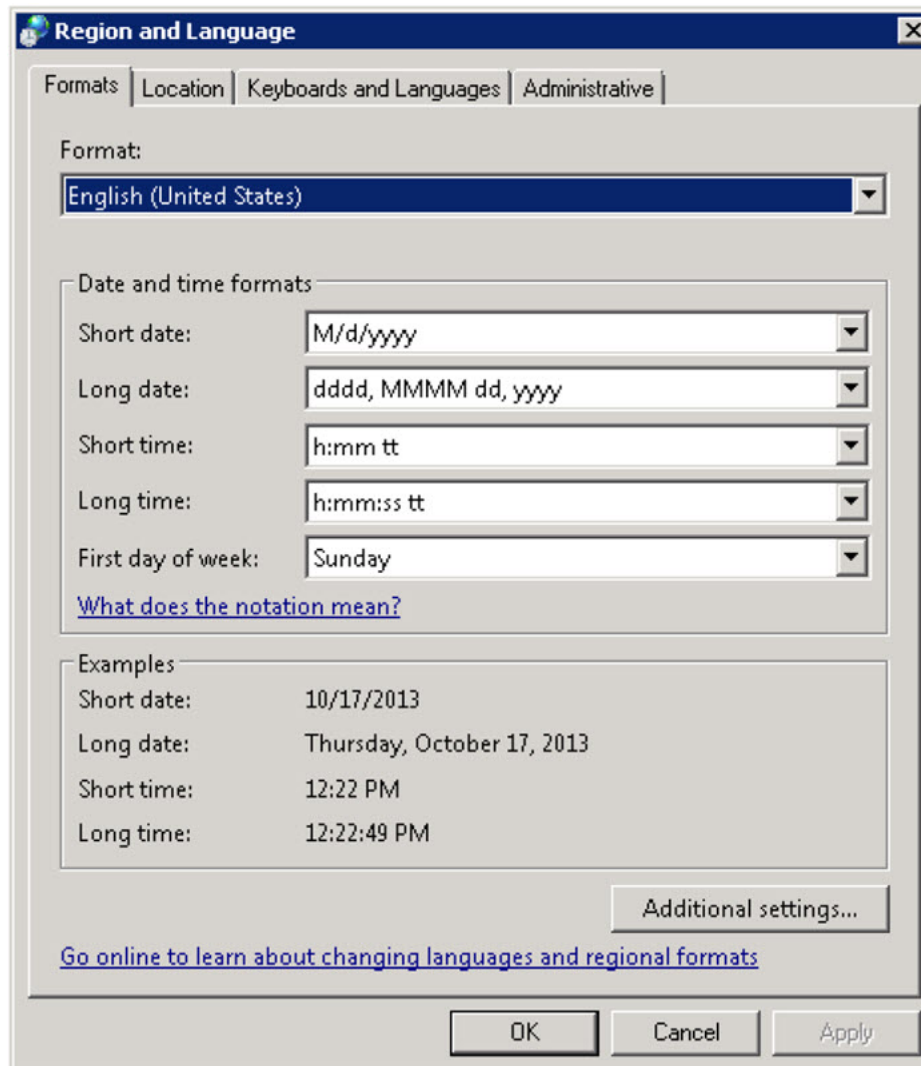 Region and Language
Formats Location Keyboards and Languages Administrative
Format:
English (United States)
Date and time formats
Short date: M/d/yyyy
Long date: dddd, MMMM dd, yyyy
Short time: h:mm tt
Long time: h:mm:ss tt
First day of week: Sunday
What does the notation mean?
Examples
Short date: 10/17/2013
Long date: Thursday, October 17, 2013
Short time: 12:22 PM
Long time: 12:22:49 PM
Additional settings...
Go online to learn about changing languages and regional formats
OK Cancel Apply